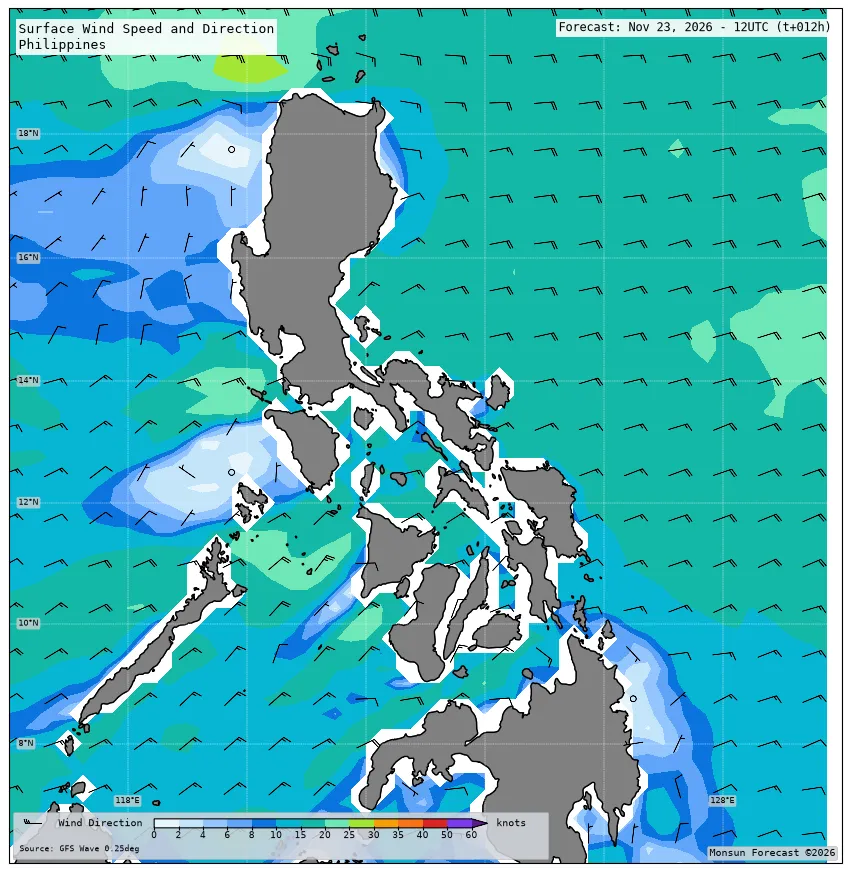 Surface Wind Speed and Direction
Philippines
Forecast: Nov 23, 2026 - 12UTC (t+012h)
18°N
16°N
14°N
12°N
10°N
8°N
118°E
128°E
Wind Direction
0 2 4 6 8 10 15 20 25 30 40 50 60 knots
Source: GFS Wave 0.25deg
Monsun Forecast ©2026